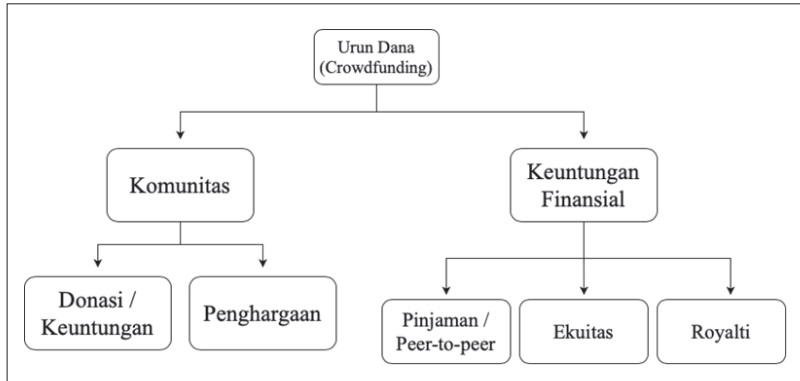 Urun Dana
(Crowdfunding)
Komunitas
Keuntungan
Finansial
Donasi /
Keuntungan
Penghargaan
Pinjaman /
Peer-to-peer
Ekuitas
Royalti